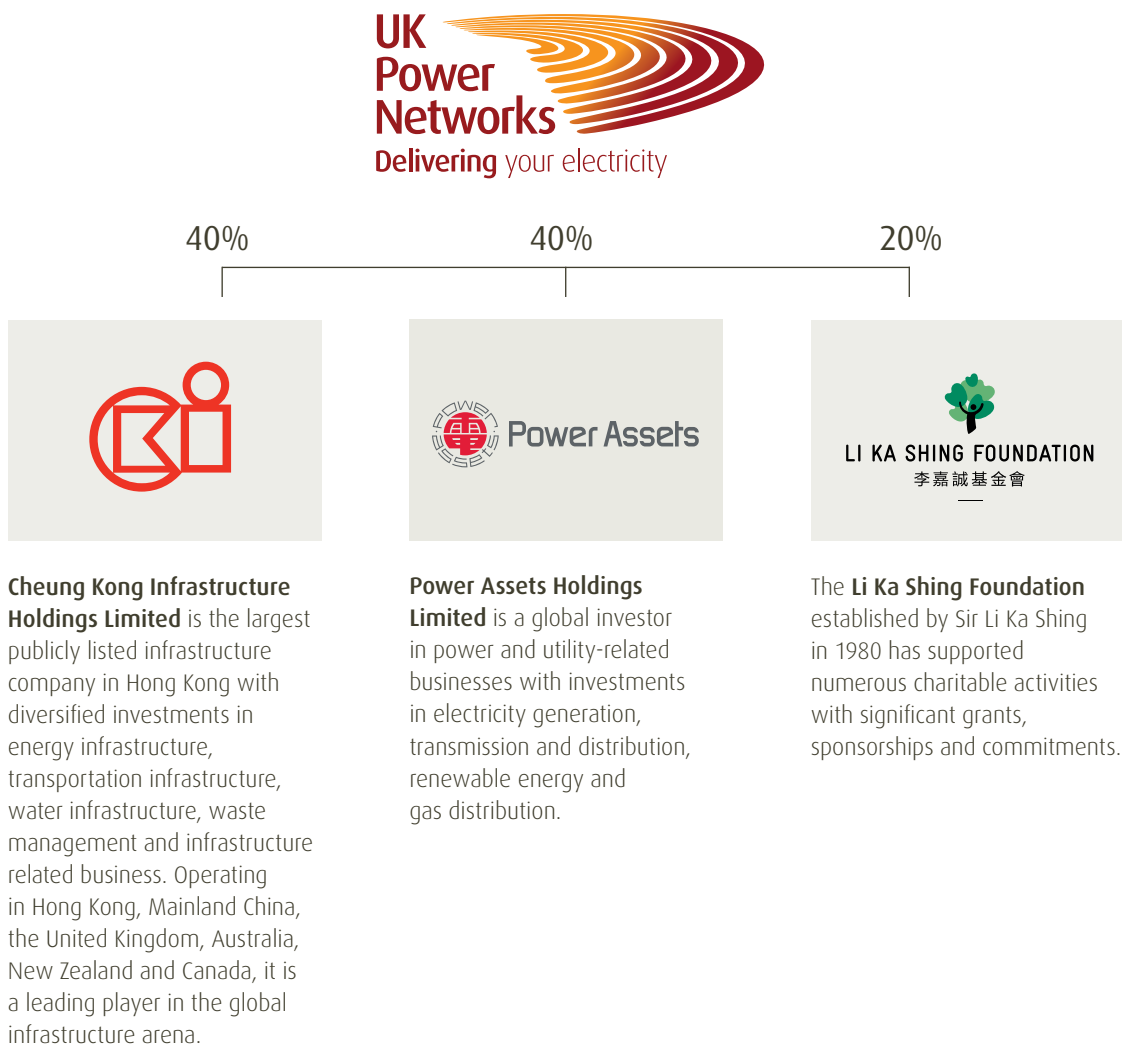 UK
Power
Networks
Delivering your electricity
40%
40%
20%
CKi
POWER ASSETS
電
Power Assets
LI KA SHING FOUNDATION
李嘉誠基金會
Cheung Kong Infrastructure
Holdings Limited is the largest
publicly listed infrastructure
company in Hong Kong with
diversified investments in
energy infrastructure,
transportation infrastructure,
water infrastructure, waste
management and infrastructure
related business. Operating
in Hong Kong, Mainland China,
the United Kingdom, Australia,
New Zealand and Canada, it is
a leading player in the global
infrastructure arena.
Power Assets Holdings
Limited is a global investor
in power and utility-related
businesses with investments
in electricity generation,
transmission and distribution,
renewable energy and
gas distribution.
The Li Ka Shing Foundation
established by Sir Li Ka Shing
in 1980 has supported
numerous charitable activities
with significant grants,
sponsorships and commitments.